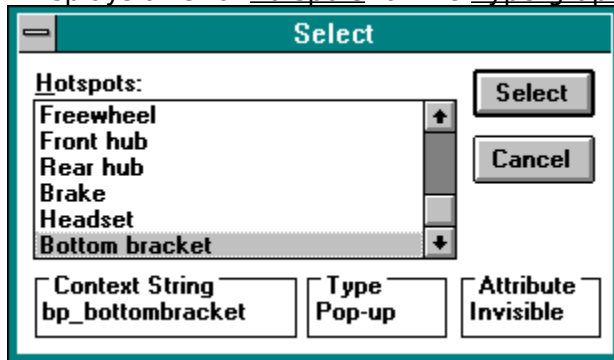 Select
Hotspots:
Freewheel
Front hub
Rear hub
Brake
Headset
Bottom bracket
Select
Cancel
Context String
bp_bottombracket
Type
Pop-up
Attribute
Invisible